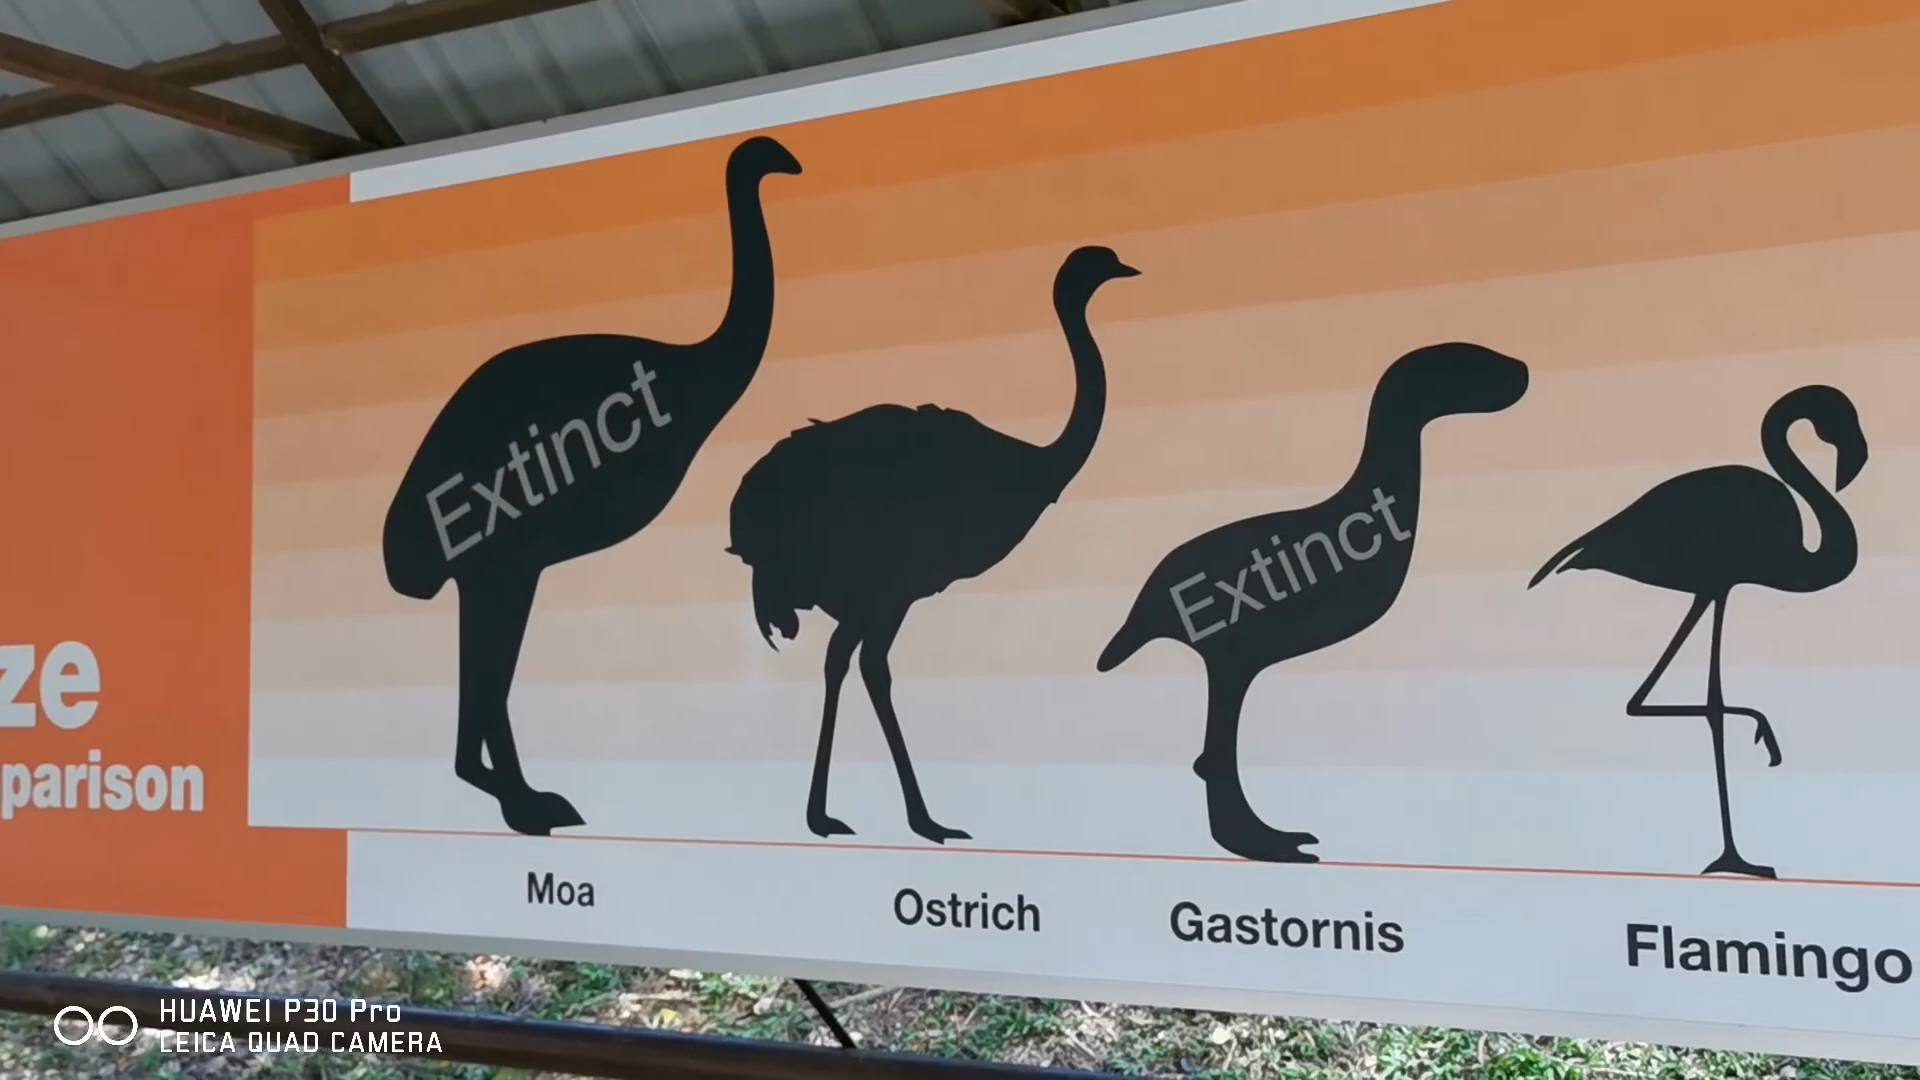 ze
parison
Extinct
Extinct
Moa
Ostrich
Gastornis
Flamingo
HUAWEI P30 Pro
LEICA QUAD CAMERA